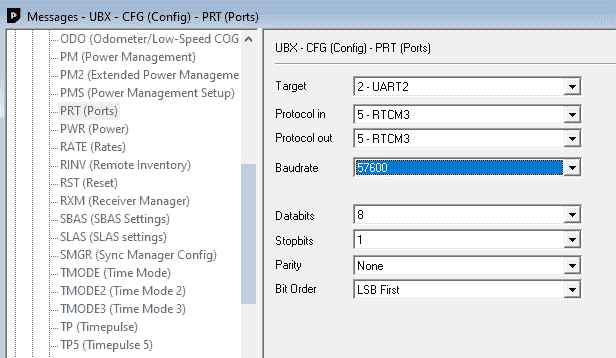 Messages - UBX - CFG (Config) - PRT (Ports)
ODO (Odometer/Low-Speed COG
PM (Power Management)
PM2 (Extended Power Manageme
PMS (Power Management Setup)
PRT (Ports)
PWR (Power)
RATE (Rates)
RINV (Remote Inventory)
RST (Reset)
RXM (Receiver Manager)
SBAS (SBAS Settings)
SLAS (SLAS settings)
SMGR (Sync Manager Config)
TMODE (Time Mode)
TMODE2 (Time Mode 2)
TMODE3 (Time Mode 3)
TP (Timepulse)
TP5 (Timepulse 5)
UBX - CFG (Config) - PRT (Ports)
Target 2 - UART2
Protocol in 5 - RTCM3
Protocol out 5 - RTCM3
Baudrate 57600
Databits 8
Stopbits 1
Parity None
Bit Order LSB First